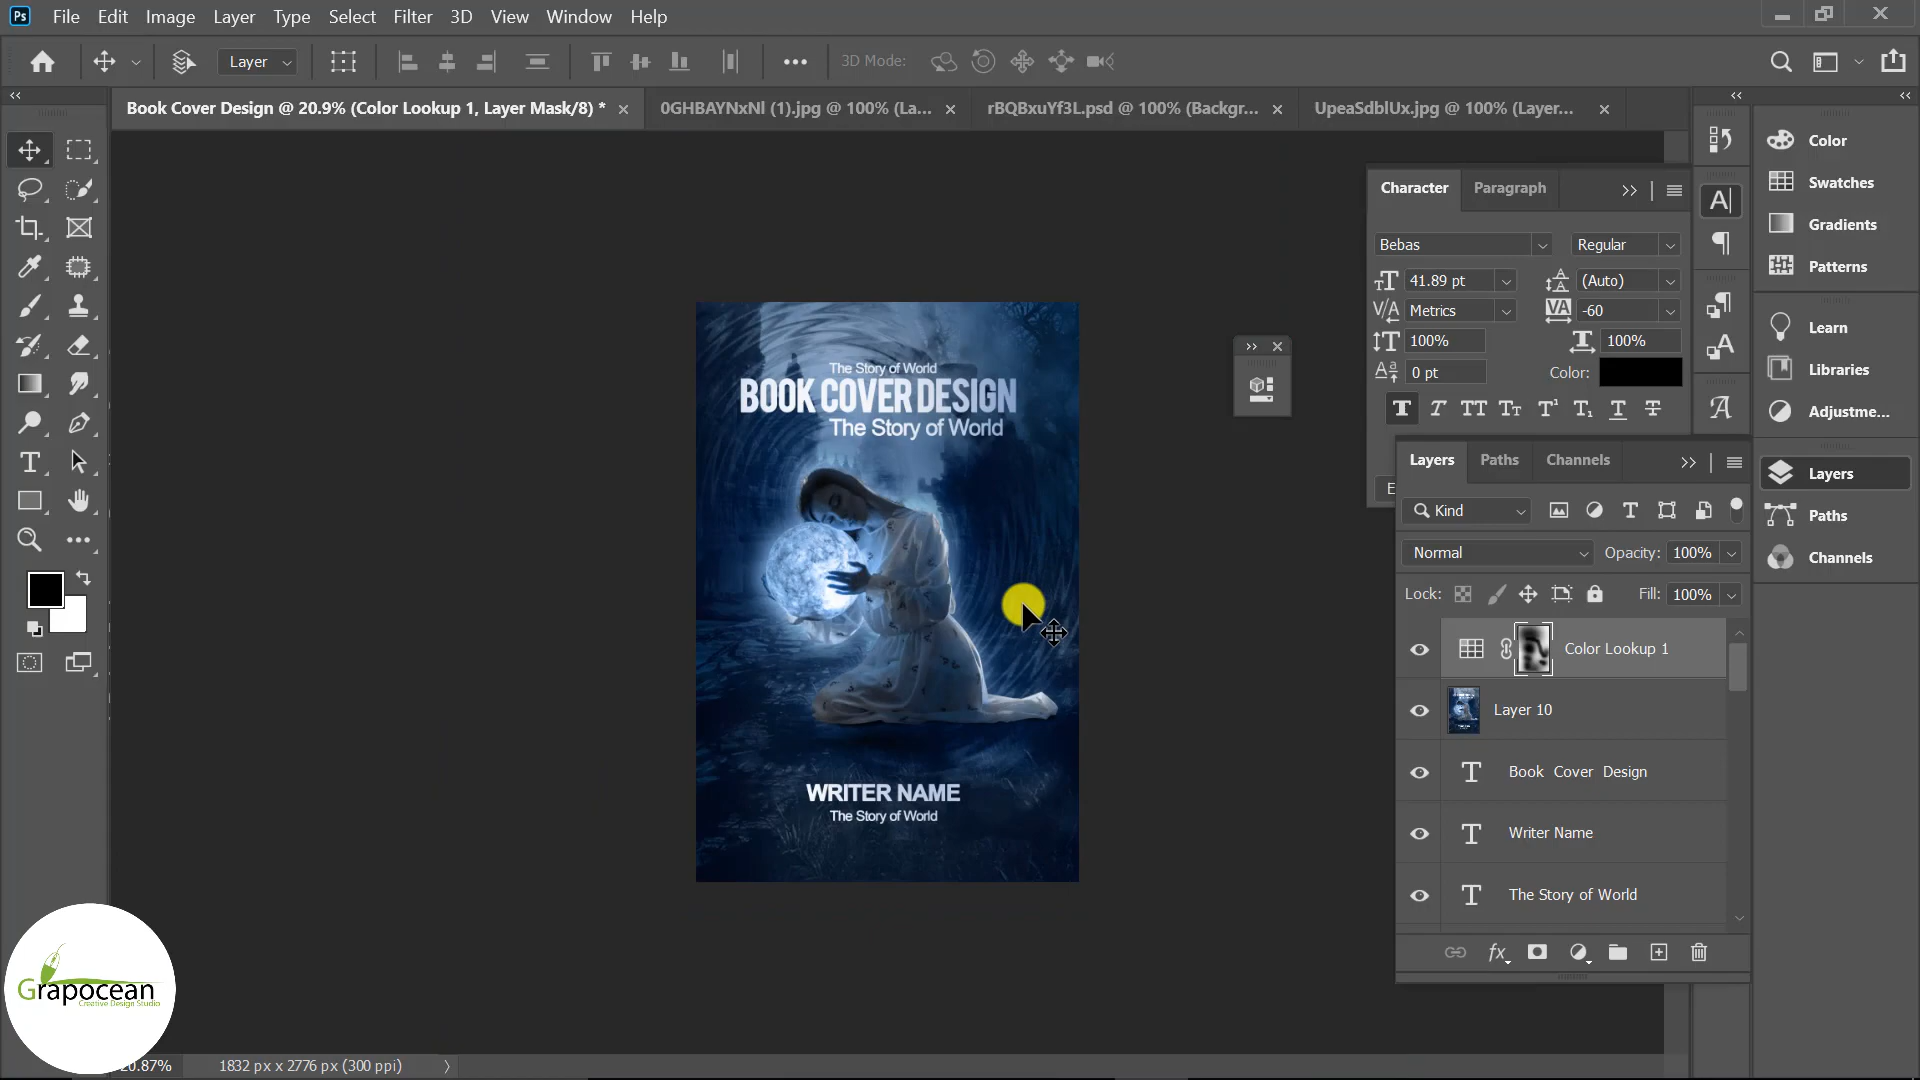 Ps File Edit Image Layer Type Select Filter 3D View Window Help
Layer 3D Mode:
Book Cover Design @ 20.9% (Color Lookup 1, Layer Mask/8) * 0GHBAYNxNl (1).jpg @ 100% (La... rBQBxuYf3L.psd @ 100% (Backgr... UpeaSdblUx.jpg @ 100% (Layer...
Character Paragraph
Bebas Regular
41.89 pt (Auto)
Metrics -60
100% 100%
0 pt Color:
Color
Swatches
Gradients
Patterns
Learn
Libraries
Adjustme...
Layers
Paths
Channels
Layers Paths Channels
Kind
Normal Opacity: 100%
Lock: Fill: 100%
Color Lookup 1
Layer 10
Book Cover Design
Writer Name
The Story of World
The Story of World
BOOK COVER DESIGN
The Story of World
WRITER NAME
The Story of World
Grapocean
Creative Design Studio
20.87% 1832 px x 2776 px (300 ppi)